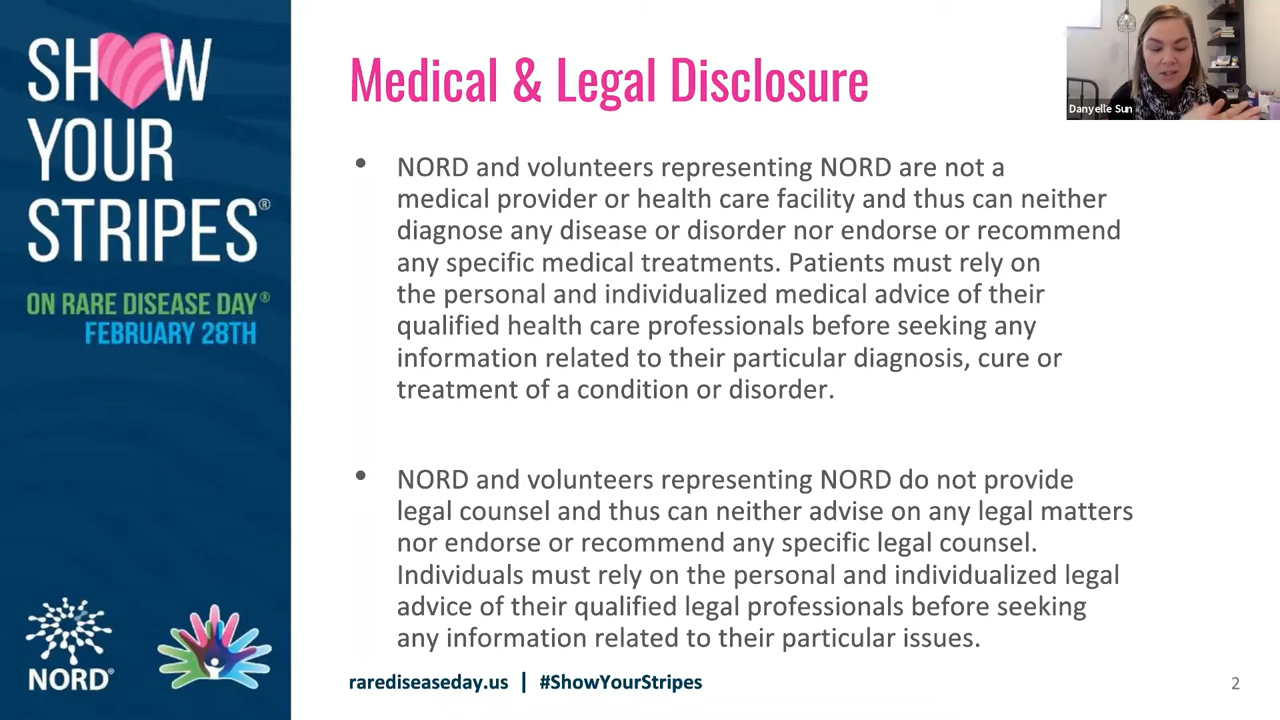 SHOW
YOUR
STRIPES®
ON RARE DISEASE DAY®
FEBRUARY 28TH
NORD®
Medical & Legal Disclosure
Danyelle Sun
• NORD and volunteers representing NORD are not a
medical provider or health care facility and thus can neither
diagnose any disease or disorder nor endorse or recommend
any specific medical treatments. Patients must rely on
the personal and individualized medical advice of their
qualified health care professionals before seeking any
information related to their particular diagnosis, cure or
treatment of a condition or disorder.
• NORD and volunteers representing NORD do not provide
legal counsel and thus can neither advise on any legal matters
nor endorse or recommend any specific legal counsel.
Individuals must rely on the personal and individualized legal
advice of their qualified legal professionals before seeking
any information related to their particular issues.
rarediseaseday.us | #ShowYourStripes
2